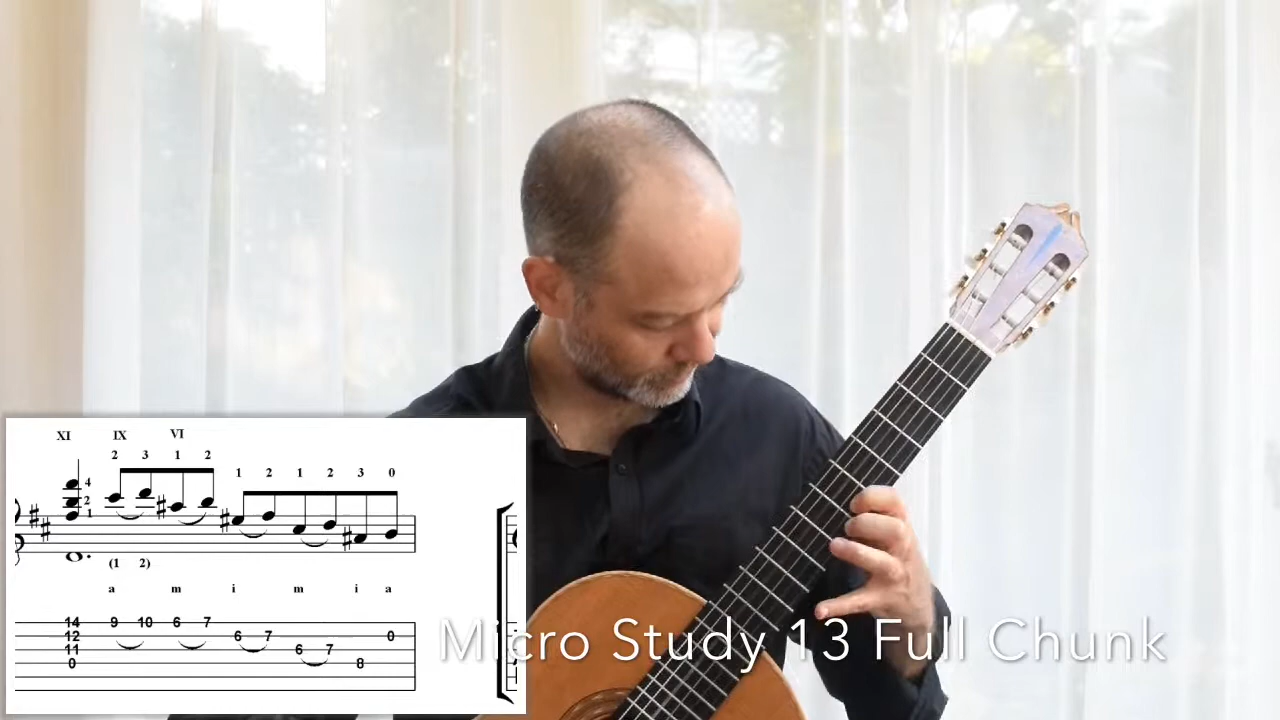 XI IX VI
2 3 1 2
4
2
1
1 2 1 2 3 0
(1 2)
a m i m i a
14 9 10 6 7
12 6 7 0
11 6 7
0 8
Micro Study 13 Full Chunk